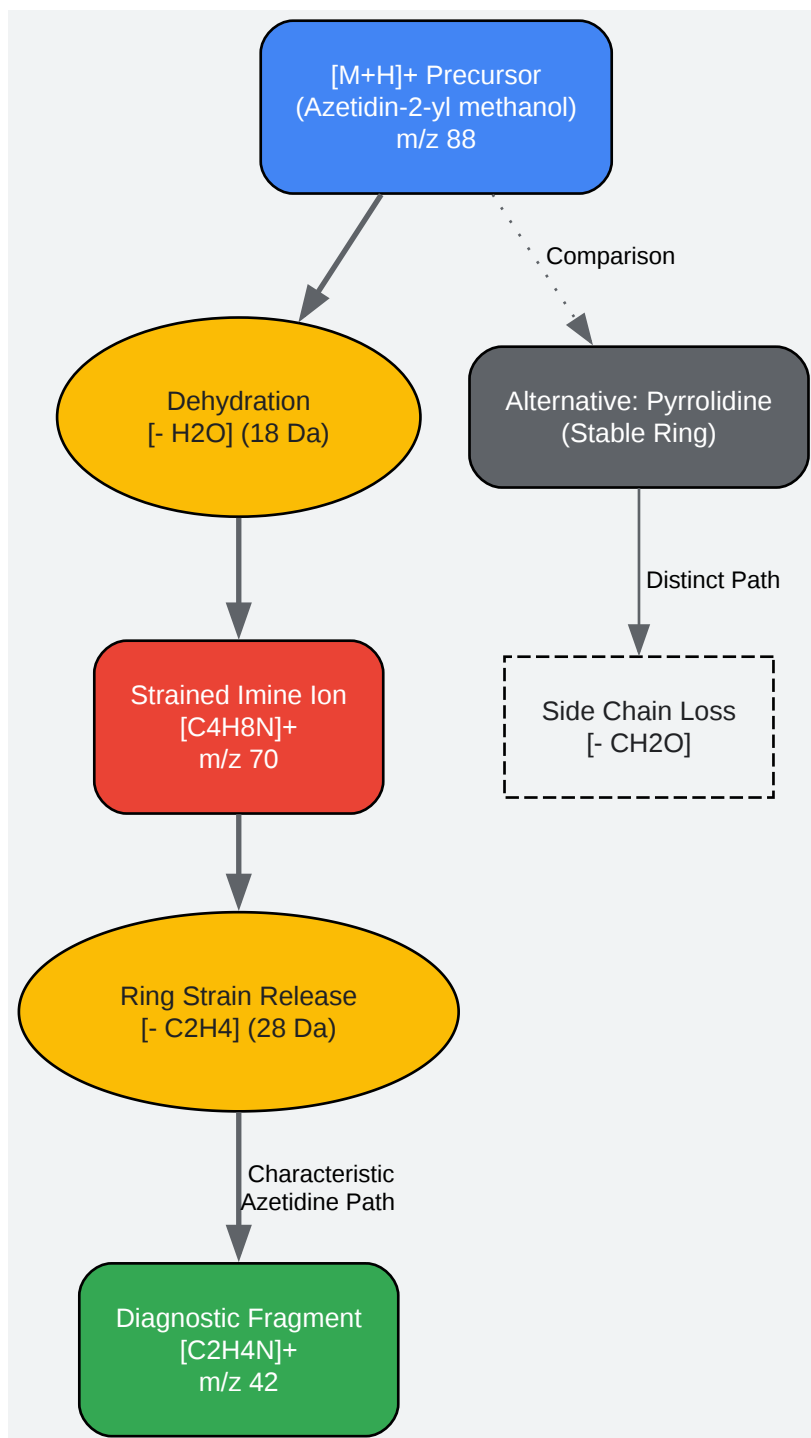 [M+H]+ Precursor
(Azetidin-2-yl methanol)
m/z 88
Comparison
Dehydration
[- H2O] (18 Da)
Alternative: Pyrrolidine
(Stable Ring)
Distinct Path
Strained Imine Ion
[C4H8N]+
m/z 70
Side Chain Loss
[- CH2O]
Ring Strain Release
[- C2H4] (28 Da)
Characteristic
Azetidine Path
Diagnostic Fragment
[C2H4N]+
m/z 42